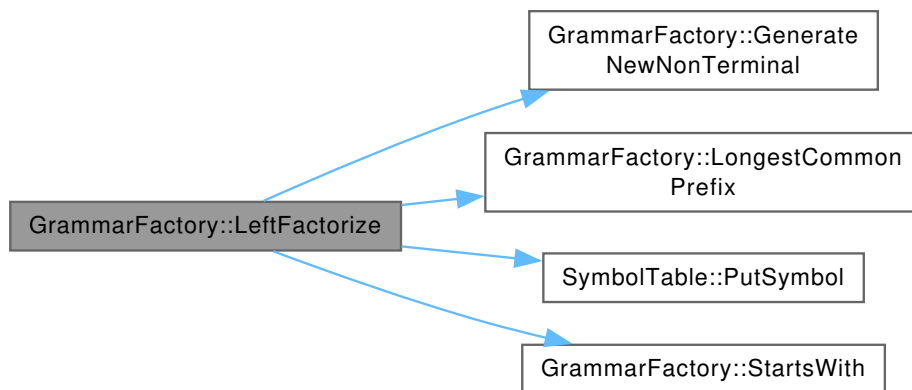 GrammarFactory::Generate
NewNonTerminal
GrammarFactory::LongestCommon
Prefix
GrammarFactory::LeftFactorize
SymbolTable::PutSymbol
GrammarFactory::StartsWith